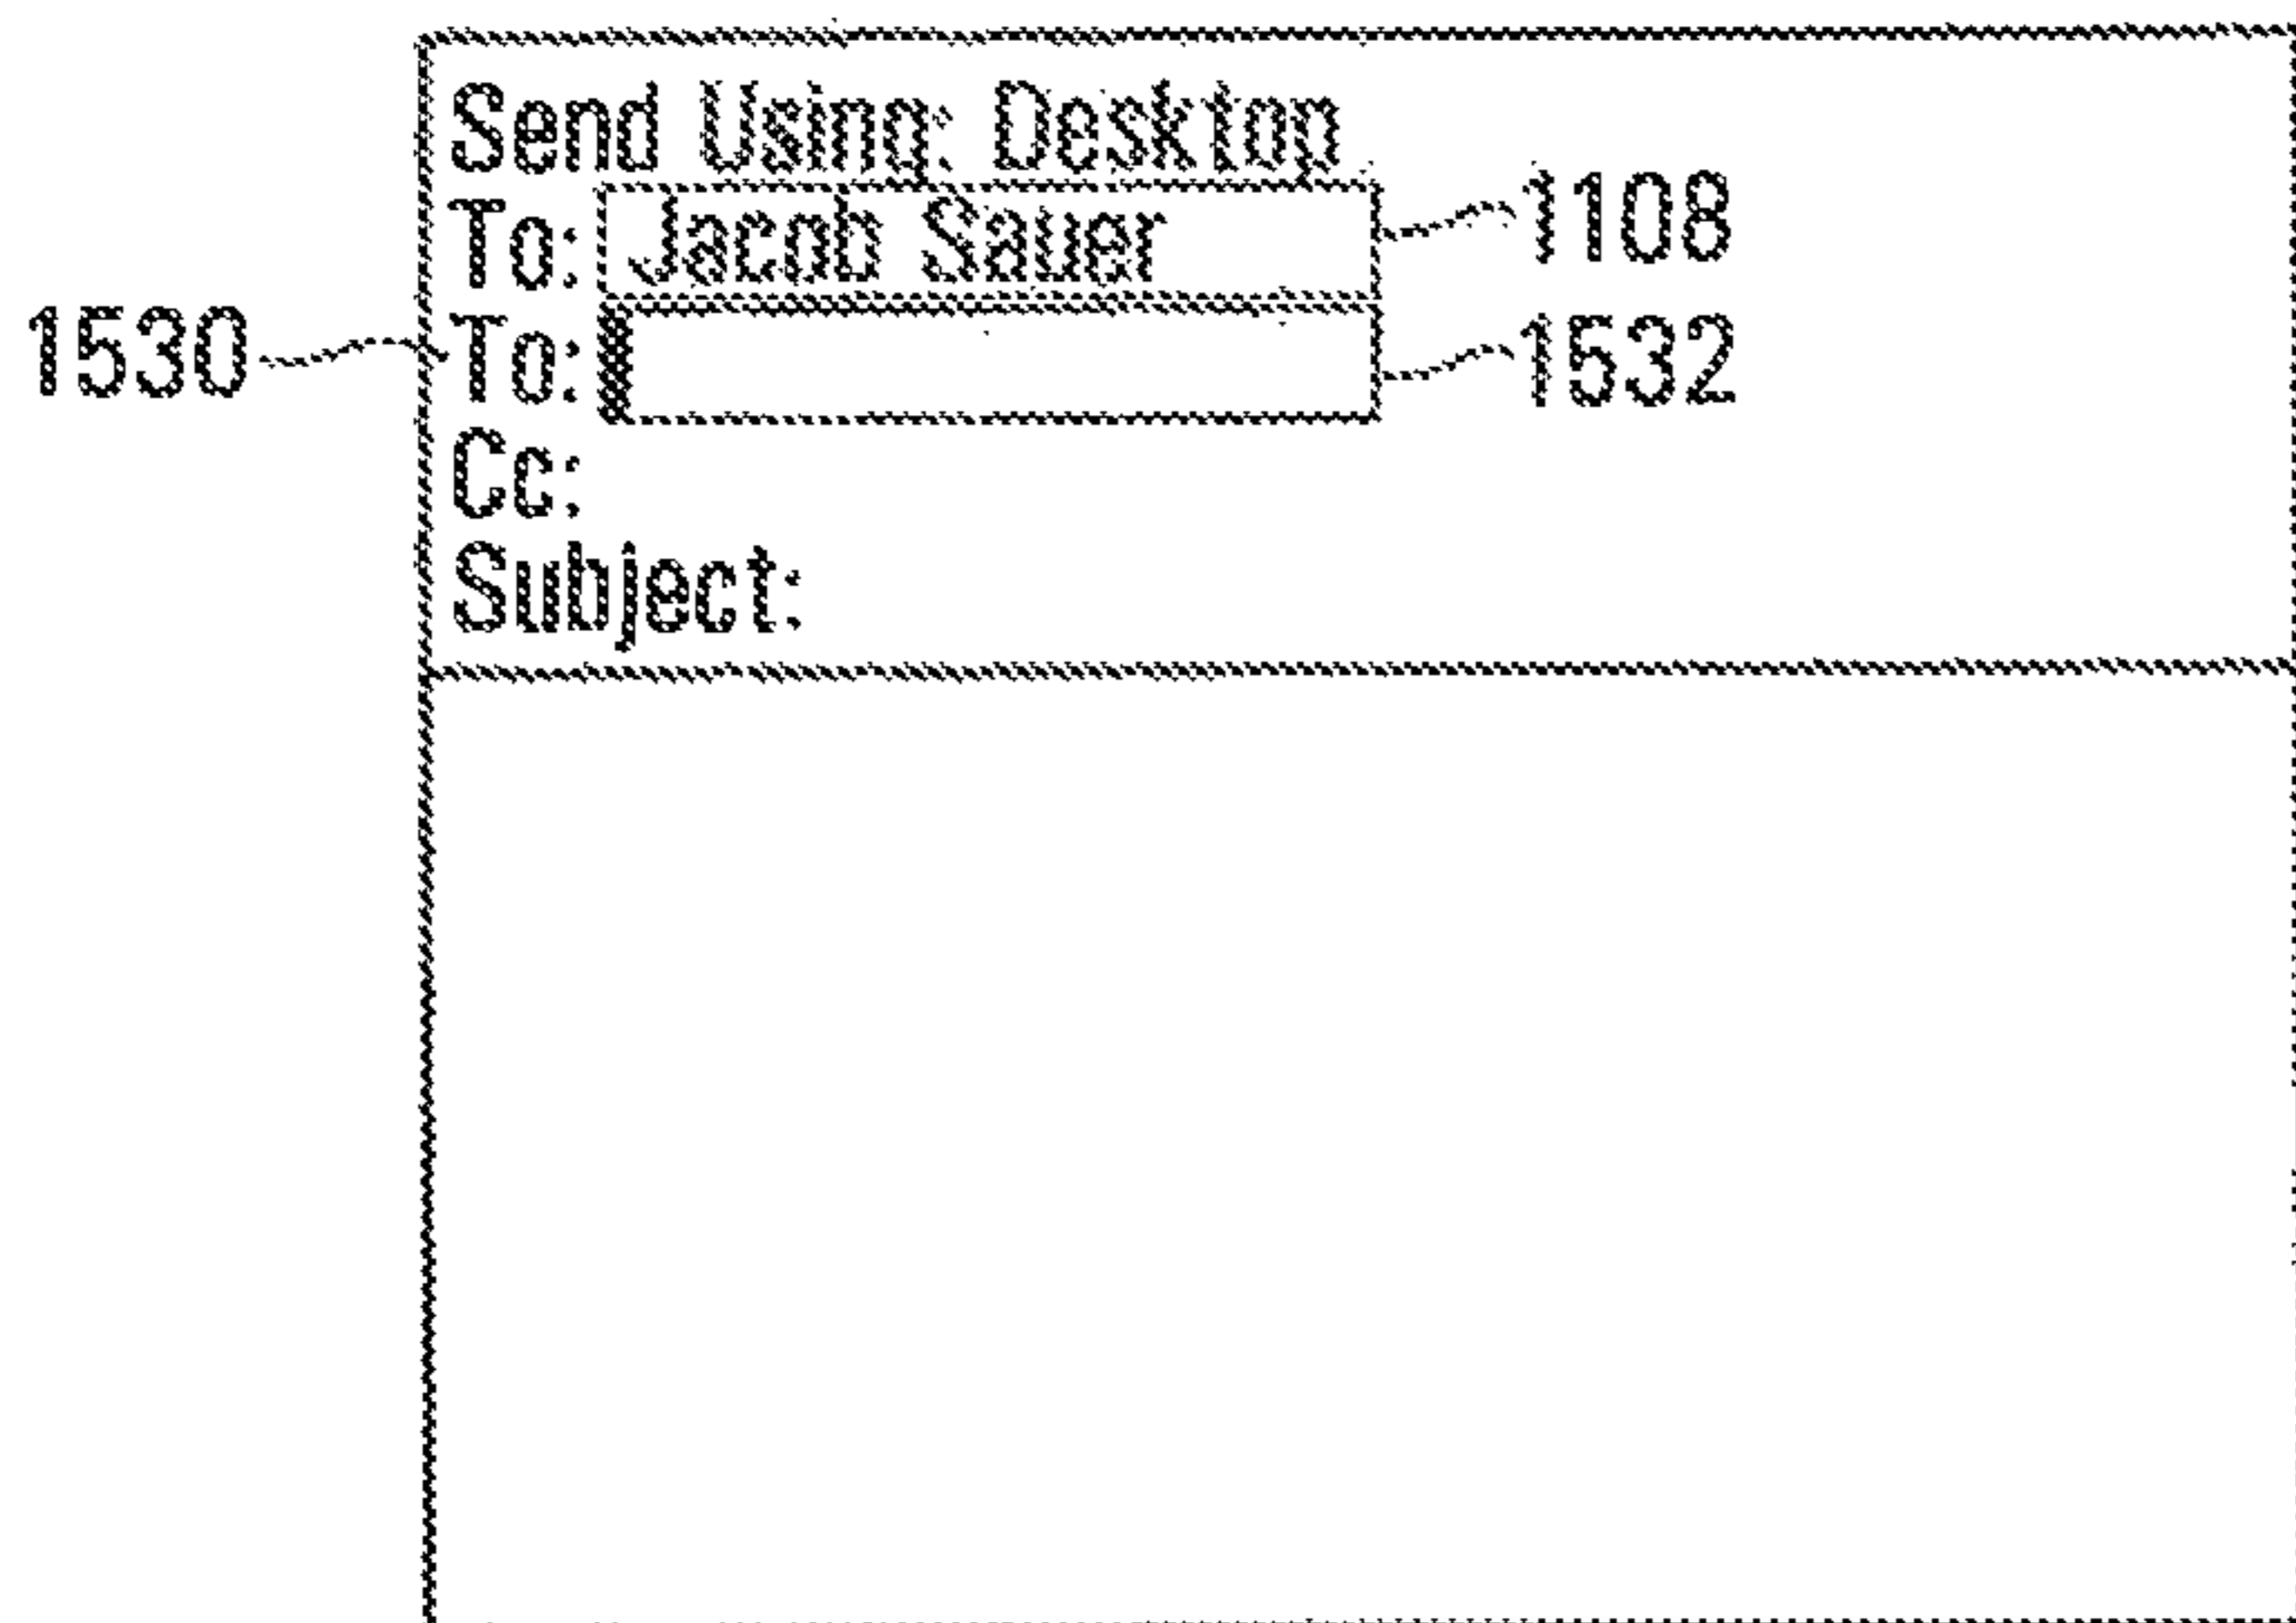 Send Using: Desktop
To: Jacob Sauer 1108
1530 To: 1532
Cc:
Subject: